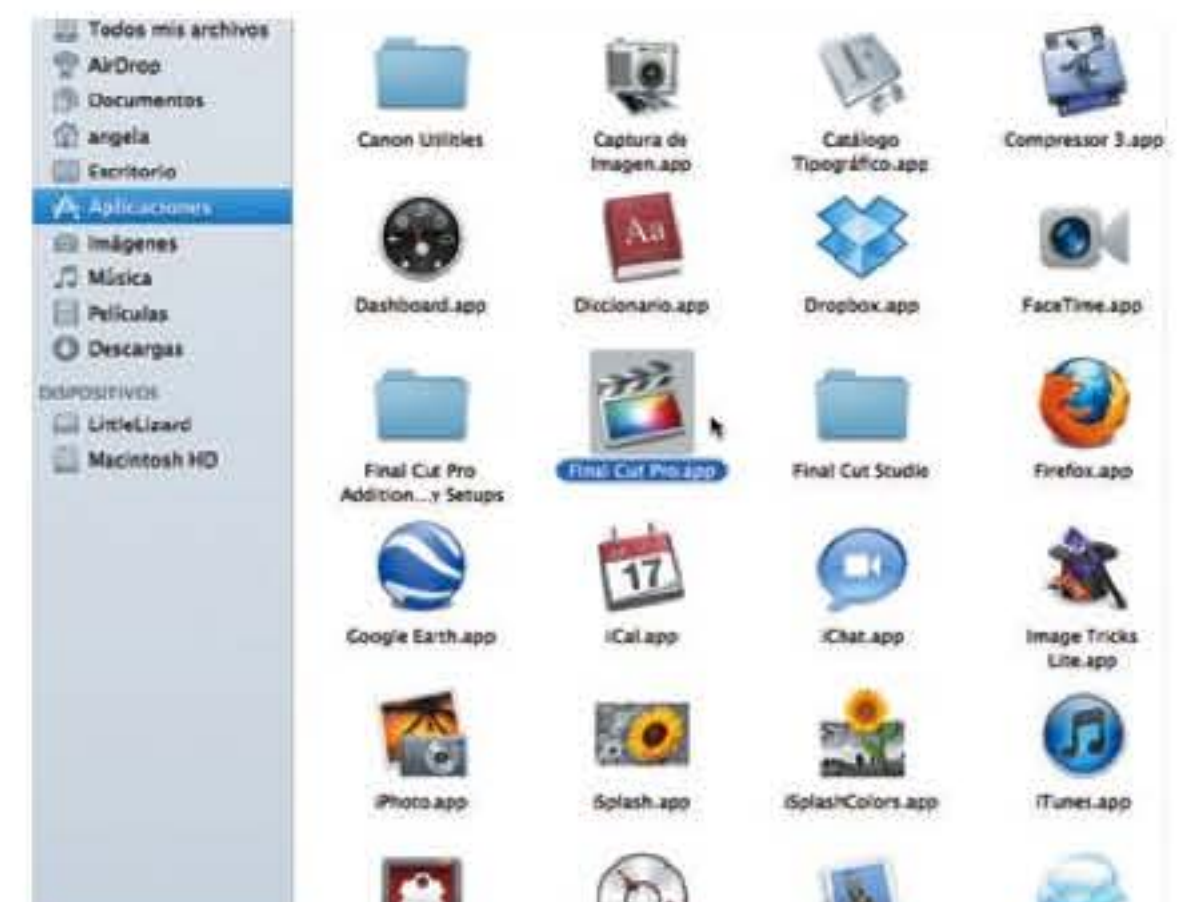 Todos mis archivos
AirDrop
Documentos
angela
Escritorio
Aplicaciones
Imágenes
Música
Películas
Descargas
DISPOSITIVOS
LittleLizard
Macintosh HD
Canon Utilities
Captura de
Imagen.app
Catálogo
Tipográfico.app
Compressor 3.app
Dashboard.app
Aa
Diccionario.app
Dropbox.app
FaceTime.app
Final Cut Pro
Addition...y Setups
Final Cut Pro.app
Final Cut Studio
Firefox.app
Google Earth.app
17
iCal.app
iChat.app
Image Tricks
Lite.app
iPhoto.app
iSplash.app
iSplashColors.app
iTunes.app